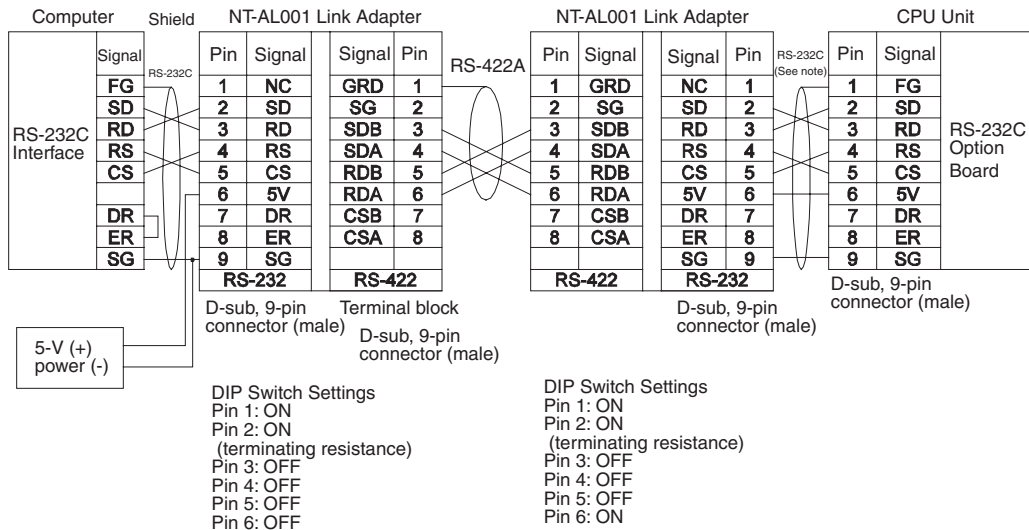 Computer Shield NT-AL001 Link Adapter NT-AL001 Link Adapter CPU Unit
Signal Pin Signal Signal Pin RS-422A Pin Signal Signal Pin RS-232C (See note) Pin Signal
FG RS-232C 1 NC GRD 1 1 GRD NC 1 1 FG
SD 2 SD SG 2 2 SG SD 2 2 SD
RD 3 RD SDB 3 3 SDB RD 3 3 RD
RS-232C Interface RS 4 RS SDA 4 4 SDA RS 4 4 RS RS-232C Option Board
CS 5 CS RDB 5 5 RDB CS 5 5 CS
6 5V RDA 6 6 RDA 5V 6 6 5V
DR 7 DR CSB 7 7 CSB DR 7 7 DR
ER 8 ER CSA 8 8 CSA ER 8 8 ER
SG 9 SG SG 9 9 SG
RS-232 RS-422 RS-422 RS-232
D-sub, 9-pin
connector (male)
Terminal block
D-sub, 9-pin
connector (male)
D-sub, 9-pin
connector (male)
D-sub, 9-pin
connector (male)
5-V (+)
power (-)
DIP Switch Settings
Pin 1: ON
Pin 2: ON
(terminating resistance)
Pin 3: OFF
Pin 4: OFF
Pin 5: OFF
Pin 6: OFF
DIP Switch Settings
Pin 1: ON
Pin 2: ON
(terminating resistance)
Pin 3: OFF
Pin 4: OFF
Pin 5: OFF
Pin 6: ON